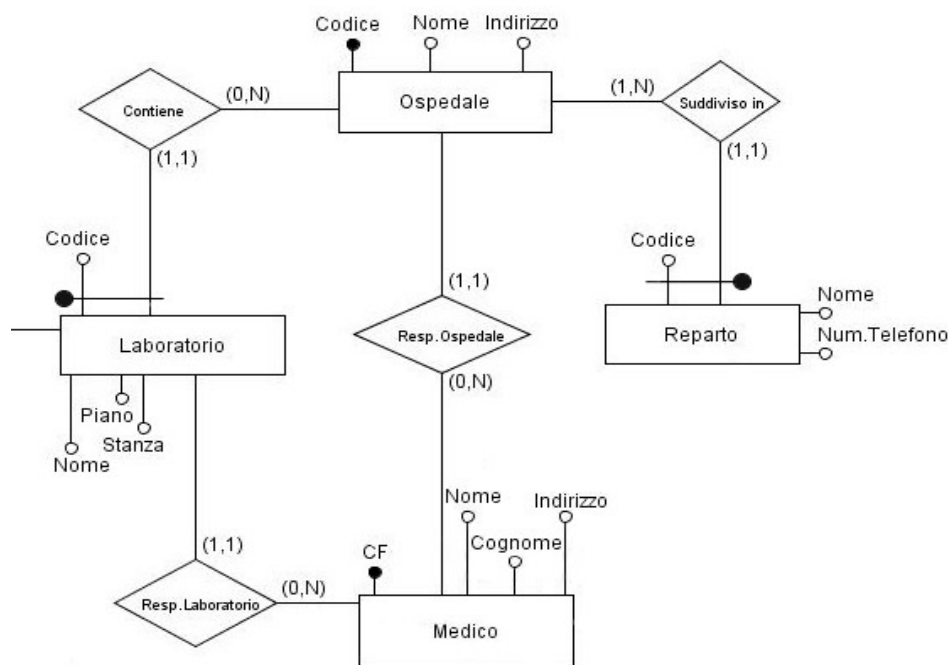 Codice
Nome
Indirizzo
Ospedale
(0,N)
(1,N)
Contiene
Suddiviso in
(1,1)
(1,1)
Codice
Codice
(1,1)
Nome
Laboratorio
Resp.Ospedale
Reparto
Num.Telefono
(0,N)
Piano
Stanza
Nome
Nome
Indirizzo
Cognome
(1,1)
CF
(0,N)
Resp.Laboratorio
Medico